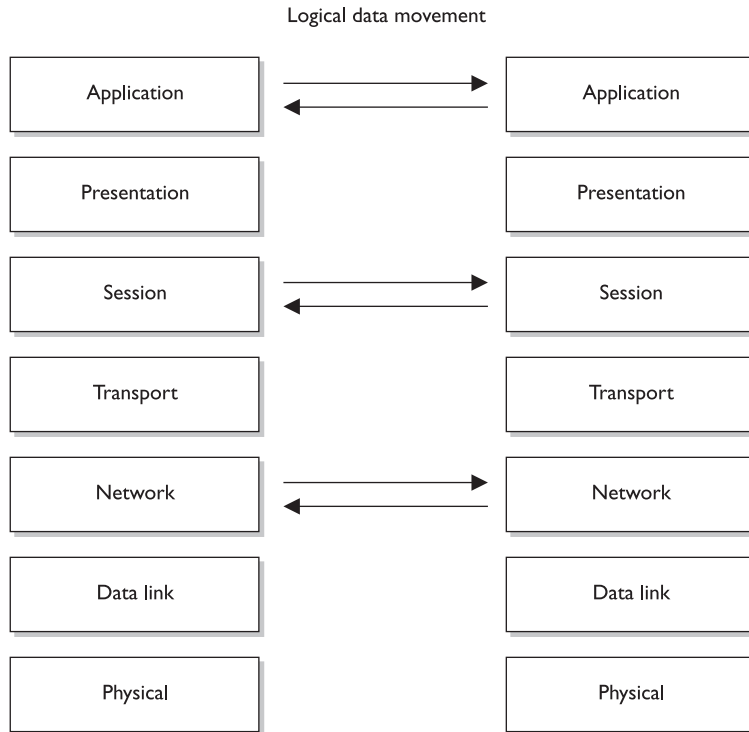 Logical data movement
Application
Application
Presentation
Presentation
Session
Session
Transport
Transport
Network
Network
Data link
Data link
Physical
Physical